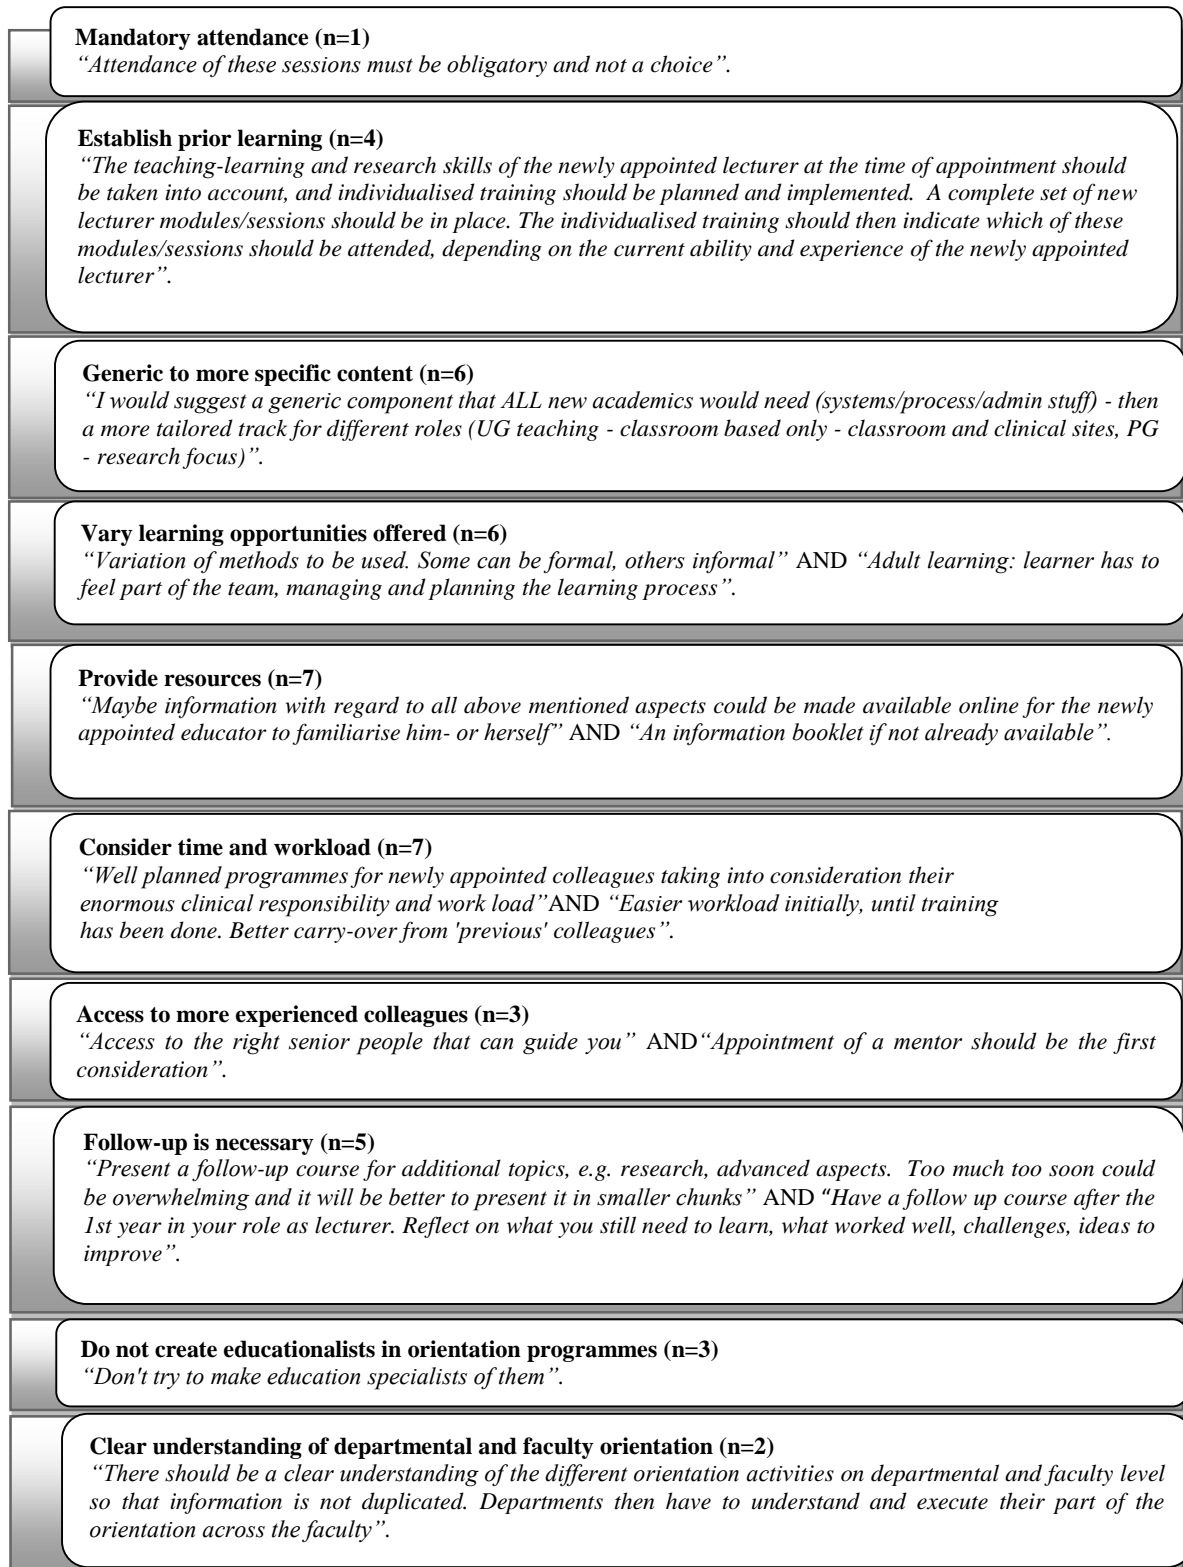 Mandatory attendance (n=1)
“Attendance of these sessions must be obligatory and not a choice”.
Establish prior learning (n=4)
“The teaching-learning and research skills of the newly appointed lecturer at the time of appointment should
be taken into account, and individualised training should be planned and implemented.  A complete set of new
lecturer modules/sessions should be in place. The individualised training should then indicate which of these
modules/sessions should be attended, depending on the current ability and experience of the newly appointed
lecturer”.
Generic to more specific content (n=6)
“I would suggest a generic component that ALL new academics would need (systems/process/admin stuff) - then
a more tailored track for different roles (UG teaching - classroom based only - classroom and clinical sites, PG
- research focus)”.
Vary learning opportunities offered (n=6)
“Variation of methods to be used. Some can be formal, others informal” AND “Adult learning: learner has to
feel part of the team, managing and planning the learning process”.
Provide resources (n=7)
“Maybe information with regard to all above mentioned aspects could be made available online for the newly
appointed educator to familiarise him- or herself” AND “An information booklet if not already available”.
Consider time and workload (n=7)
“Well planned programmes for newly appointed colleagues taking into consideration their
enormous clinical responsibility and work load”AND “Easier workload initially, until training
has been done. Better carry-over from 'previous' colleagues”.
Access to more experienced colleagues (n=3)
“Access to the right senior people that can guide you” AND“Appointment of a mentor should be the first
consideration”.
Follow-up is necessary (n=5)
“Present a follow-up course for additional topics, e.g. research, advanced aspects.  Too much too soon could
be overwhelming and it will be better to present it in smaller chunks” AND “Have a follow up course after the
1st year in your role as lecturer. Reflect on what you still need to learn, what worked well, challenges, ideas to
improve”.
Do not create educationalists in orientation programmes (n=3)
“Don't try to make education specialists of them”.
Clear understanding of departmental and faculty orientation (n=2)
“There should be a clear understanding of the different orientation activities on departmental and faculty level
so that information is not duplicated. Departments then have to understand and execute their part of the
orientation across the faculty”.